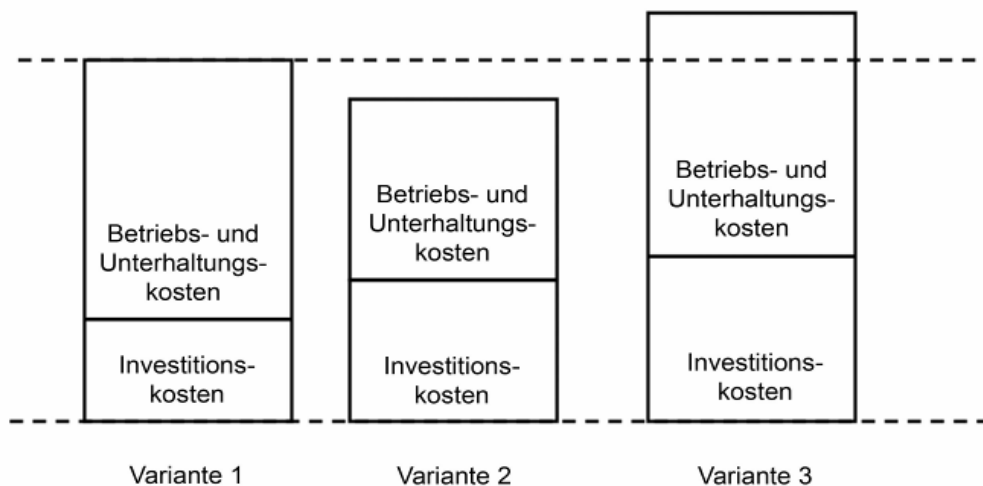 Betriebs- und
Unterhaltungs-
kosten
Investitions-
kosten
Variante 1
Betriebs- und
Unterhaltungs-
kosten
Investitions-
kosten
Variante 2
Betriebs- und
Unterhaltungs-
kosten
Investitions-
kosten
Variante 3